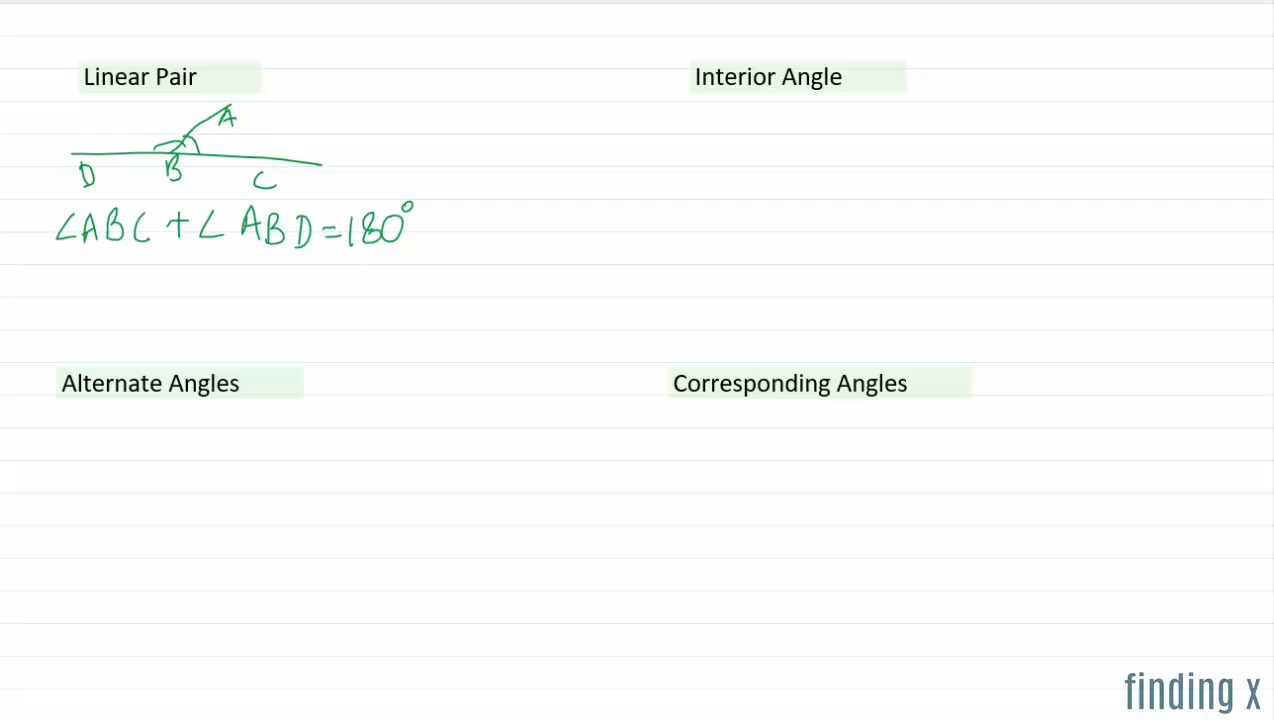 Linear Pair
A
D B C
∠ABC + ∠ABD = 180°
Interior Angle
Alternate Angles
Corresponding Angles
finding x